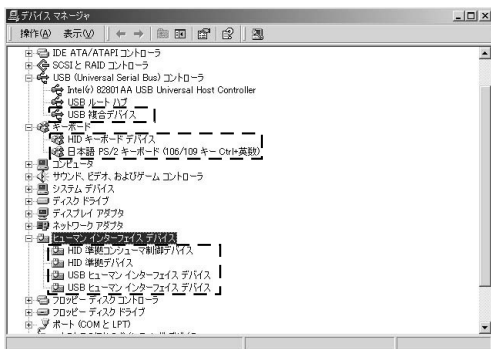 デバイス マネージャ
操作(A) 表示(V)
IDE ATA/ATAPI コントローラ
SCSI と RAID コントローラ
USB (Universal Serial Bus) コントローラ
Intel(r) 82801AA USB Universal Host Controller
USB ルート ハブ
USB 複合デバイス
キーボード
HID キーボード デバイス
日本語 PS/2 キーボード (106/109 キー Ctrl+英数)
コンピュータ
サウンド、ビデオ、およびゲーム コントローラ
システム デバイス
ディスク ドライブ
ディスプレイ アダプタ
ネットワーク アダプタ
ヒューマン インターフェイス デバイス
HID 準拠コンシューマ制御デバイス
HID 準拠デバイス
USB ヒューマン インターフェイス デバイス
USB ヒューマン インターフェイス デバイス
フロッピー ディスク コントローラ
フロッピー ディスク ドライブ
ポート (COM と LPT)